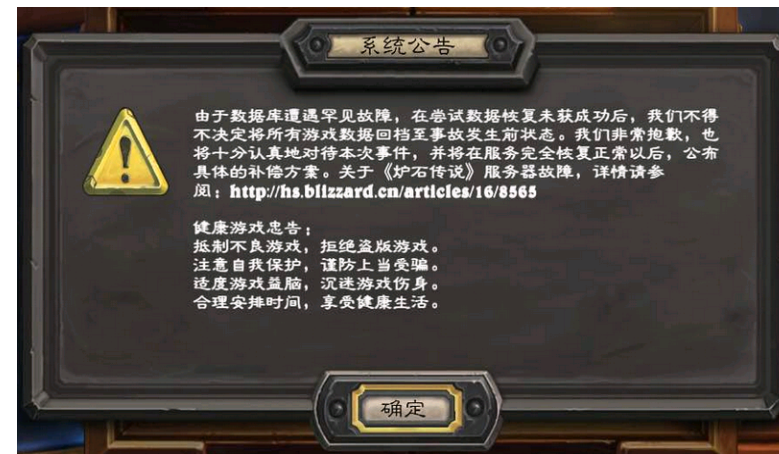 系统公告
由于数据库遭遇罕见故障，在尝试数据恢复未获成功后，我们不得
不决定将所有游戏数据回档至事故发生前状态。我们非常抱歉，也
将十分认真地对待本次事件，并将在服务完全恢复正常以后，公布
具体的补偿方案。关于《炉石传说》服务器故障，详情请参
阅：http://hs.blizzard.cn/articles/16/8565
健康游戏忠告：
抵制不良游戏，拒绝盗版游戏。
注意自我保护，谨防上当受骗。
适度游戏益脑，沉迷游戏伤身。
合理安排时间，享受健康生活。
确定